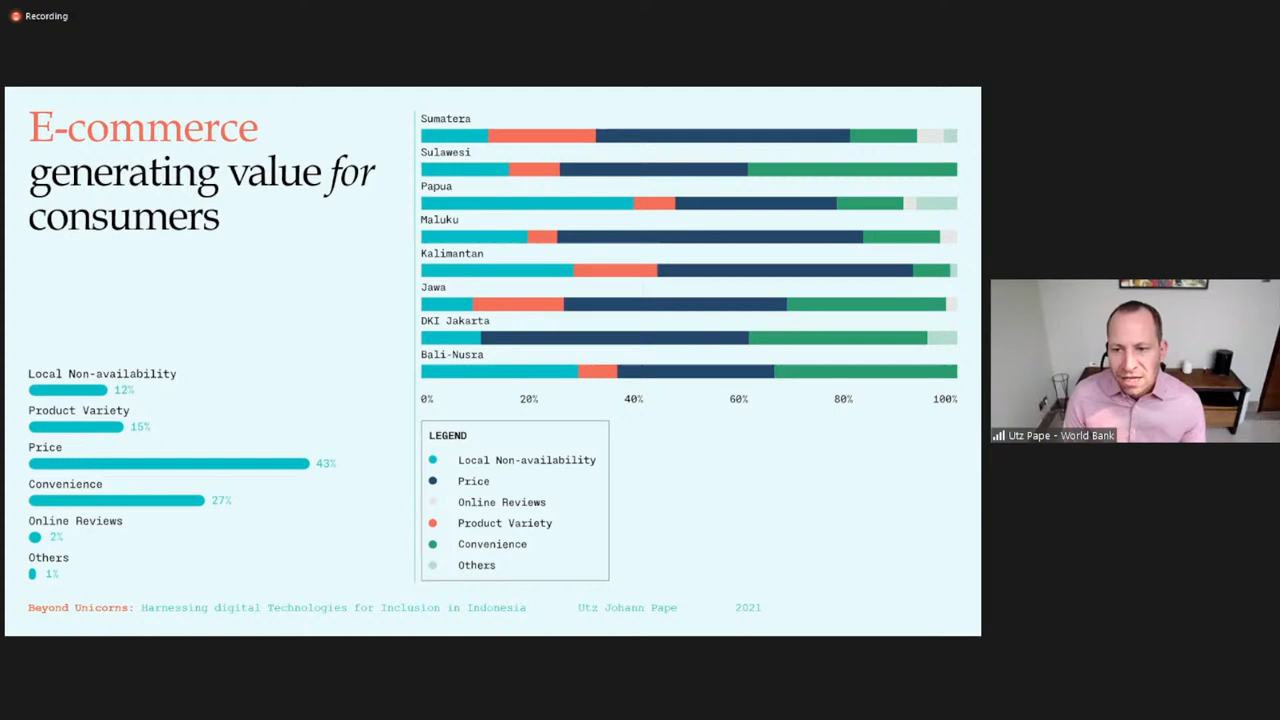 Recording
E-commerce
generating value for
consumers
Local Non-availability
12%
Product Variety
15%
Price
43%
Convenience
27%
Online Reviews
2%
Others
1%
Sumatera
Sulawesi
Papua
Maluku
Kalimantan
Jawa
DKI Jakarta
Bali-Nusra
0% 20% 40% 60% 80% 100%
LEGEND
Local Non-availability
Price
Online Reviews
Product Variety
Convenience
Others
Beyond Unicorns: Harnessing digital Technologies for Inclusion in Indonesia Utz Johann Pape 2021
Utz Pape - World Bank